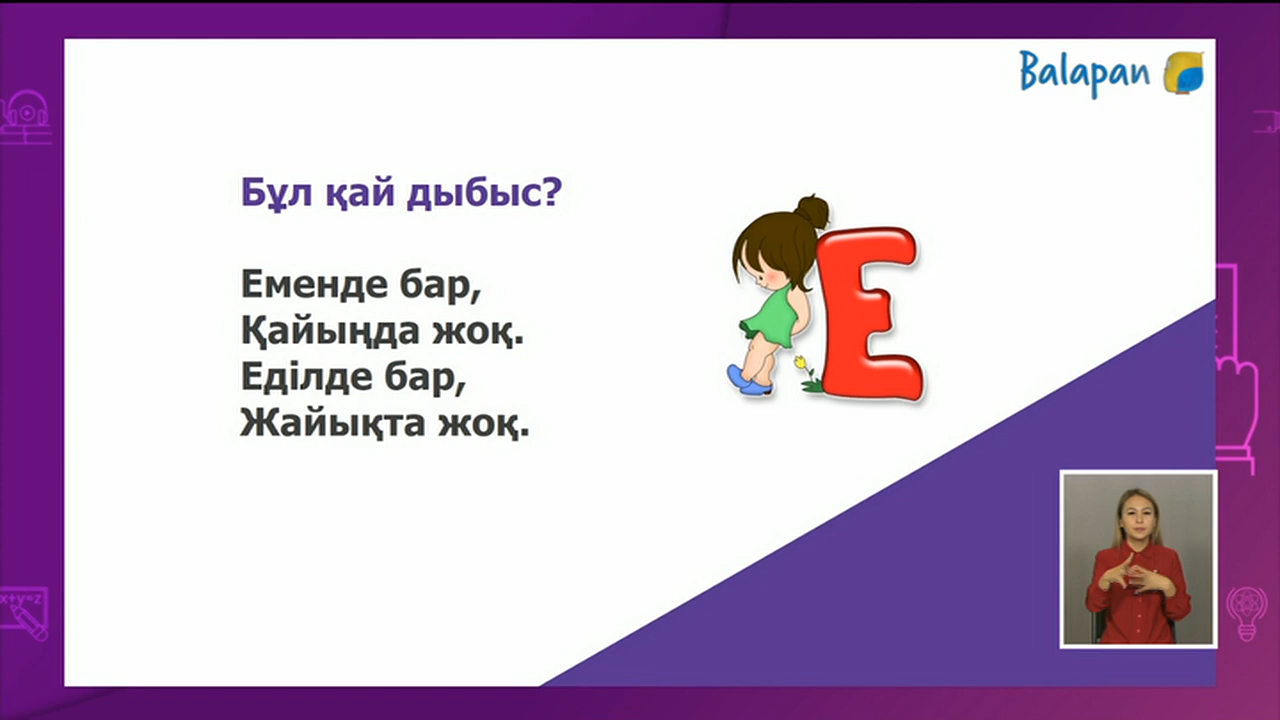 Balapan
Бұл қай дыбыс?
Еменде бар,
Қайыңда жоқ.
Еділде бар,
Жайықта жоқ.
Е
x+y=z